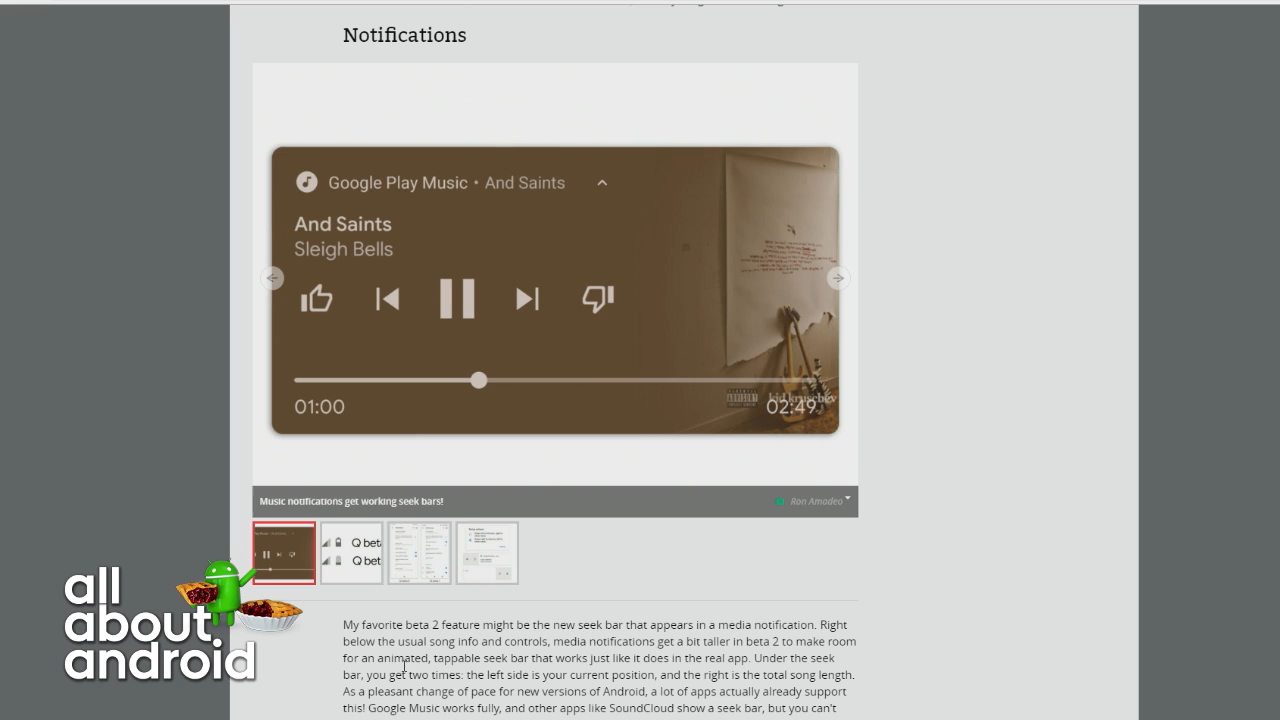 Notifications
Google Play Music • And Saints
And Saints
Sleigh Bells
01:00
02:49
kid kruschev
Music notifications get working seek bars!
Ron Amadeo
Q beta
Q bet
all
about
android
My favorite beta 2 feature might be the new seek bar that appears in a media notification. Right
below the usual song info and controls, media notifications get a bit taller in beta 2 to make room
for an animated, tappable seek bar that works just like it does in the real app. Under the seek
bar, you get two times: the left side is your current position, and the right is the total song length.
As a pleasant change of pace for new versions of Android, a lot of apps actually already support
this! Google Music works fully, and other apps like SoundCloud show a seek bar, but you can't